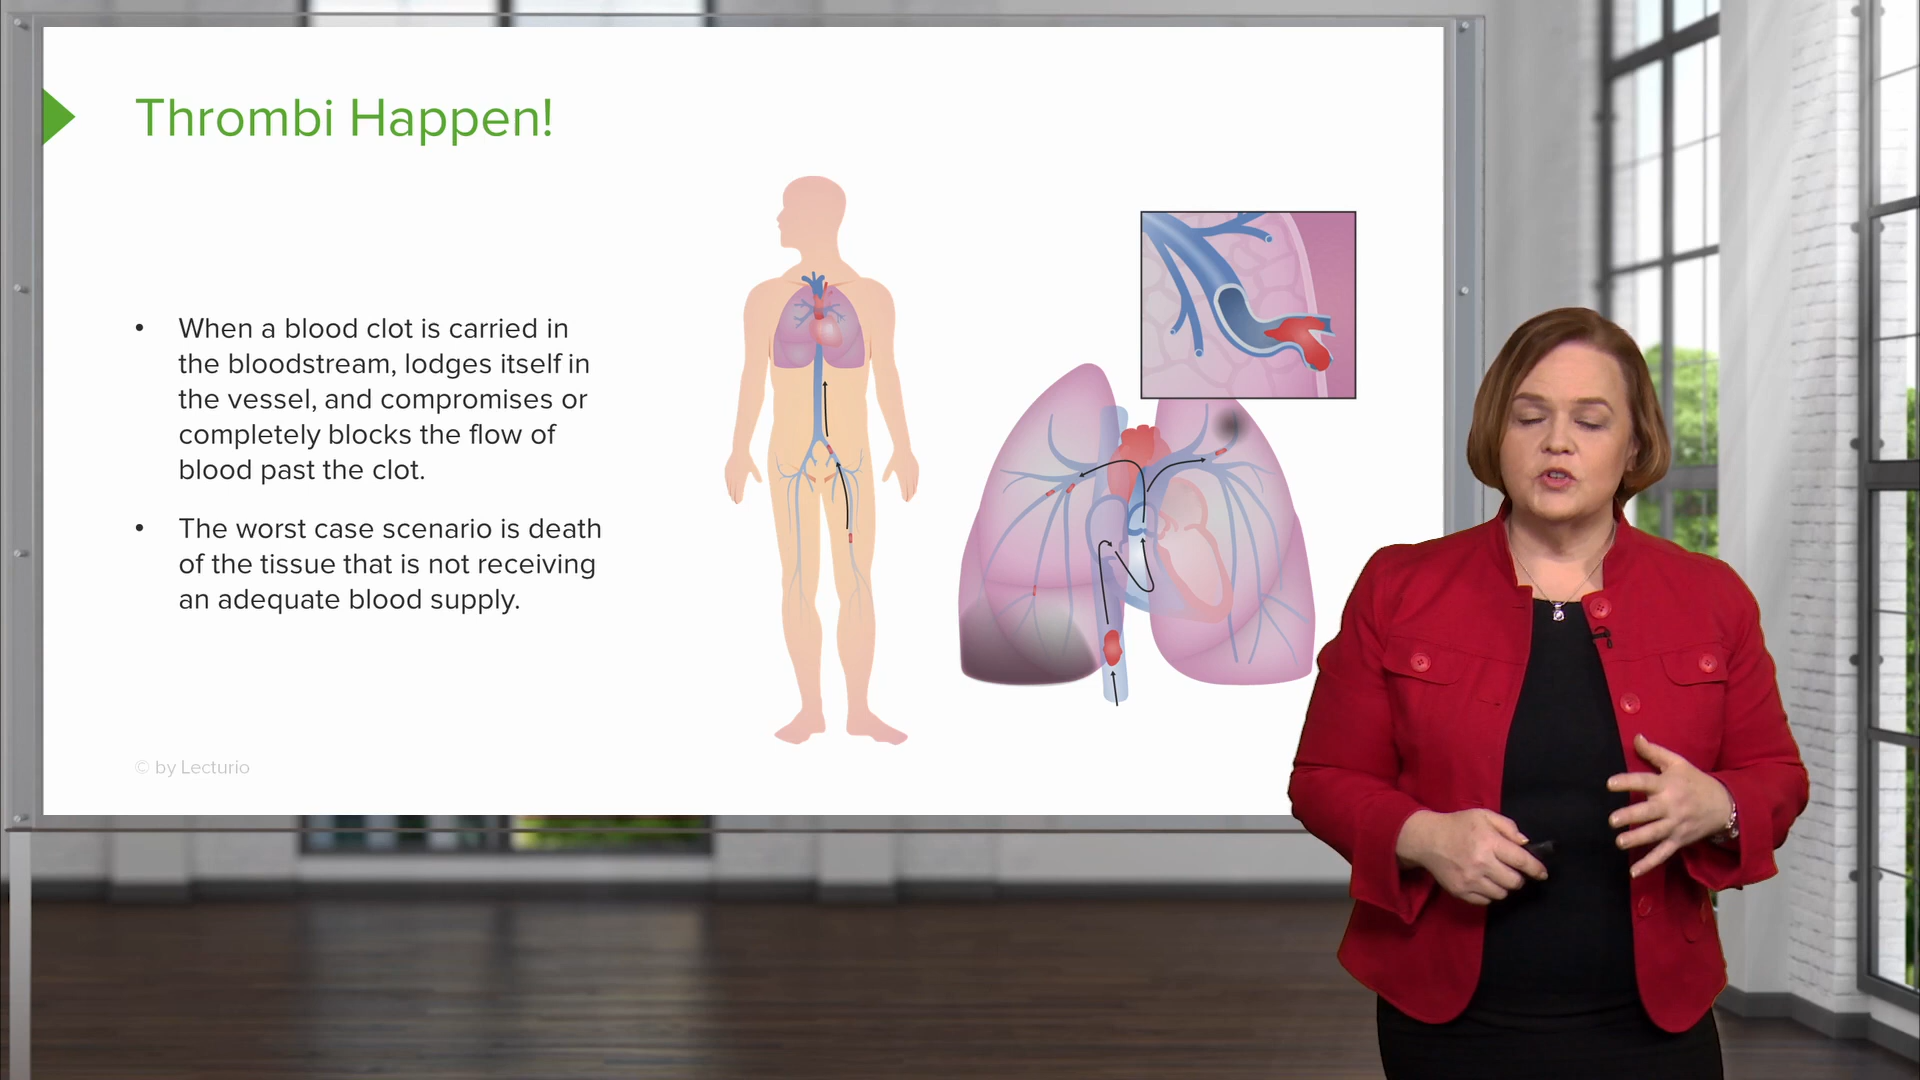 Thrombi Happen!
• When a blood clot is carried in
the bloodstream, lodges itself in
the vessel, and compromises or
completely blocks the flow of
blood past the clot.
• The worst case scenario is death
of the tissue that is not receiving
an adequate blood supply.
© by Lecturio